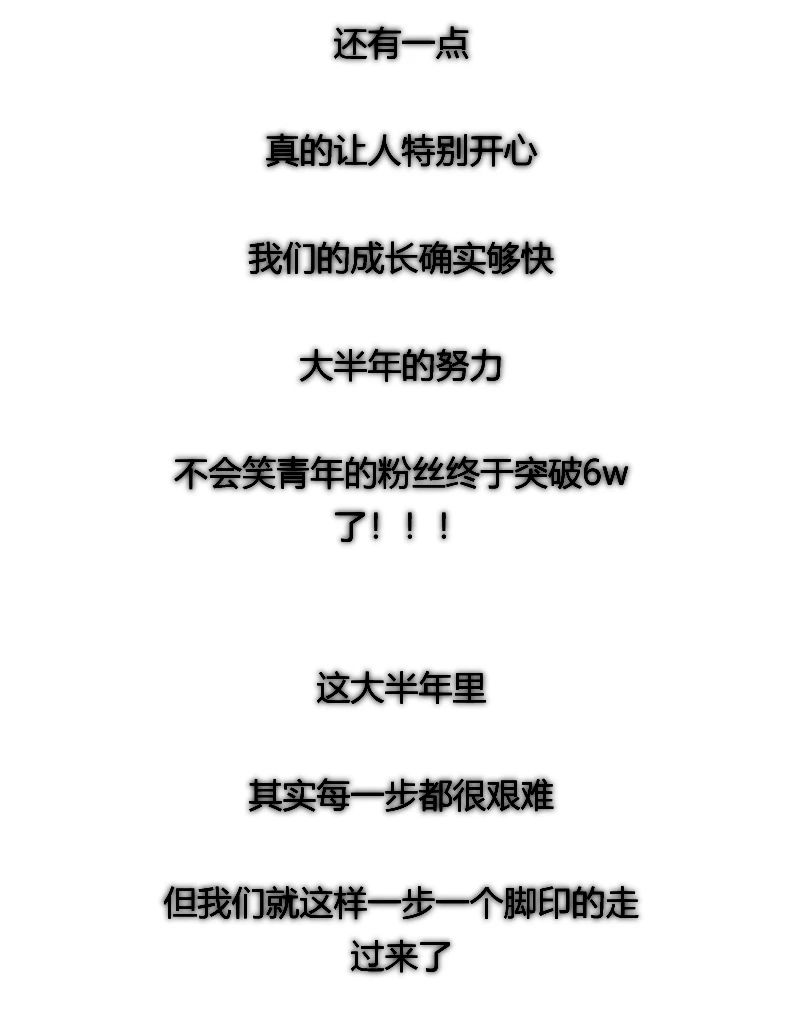 还有一点
真的让人特别开心
我们的成长确实够快
大半年的努力
不会笑青年的粉丝终于突破6w
了！！！
这大半年里
其实每一步都很艰难
但我们就这样一步一个脚印的走
过来了